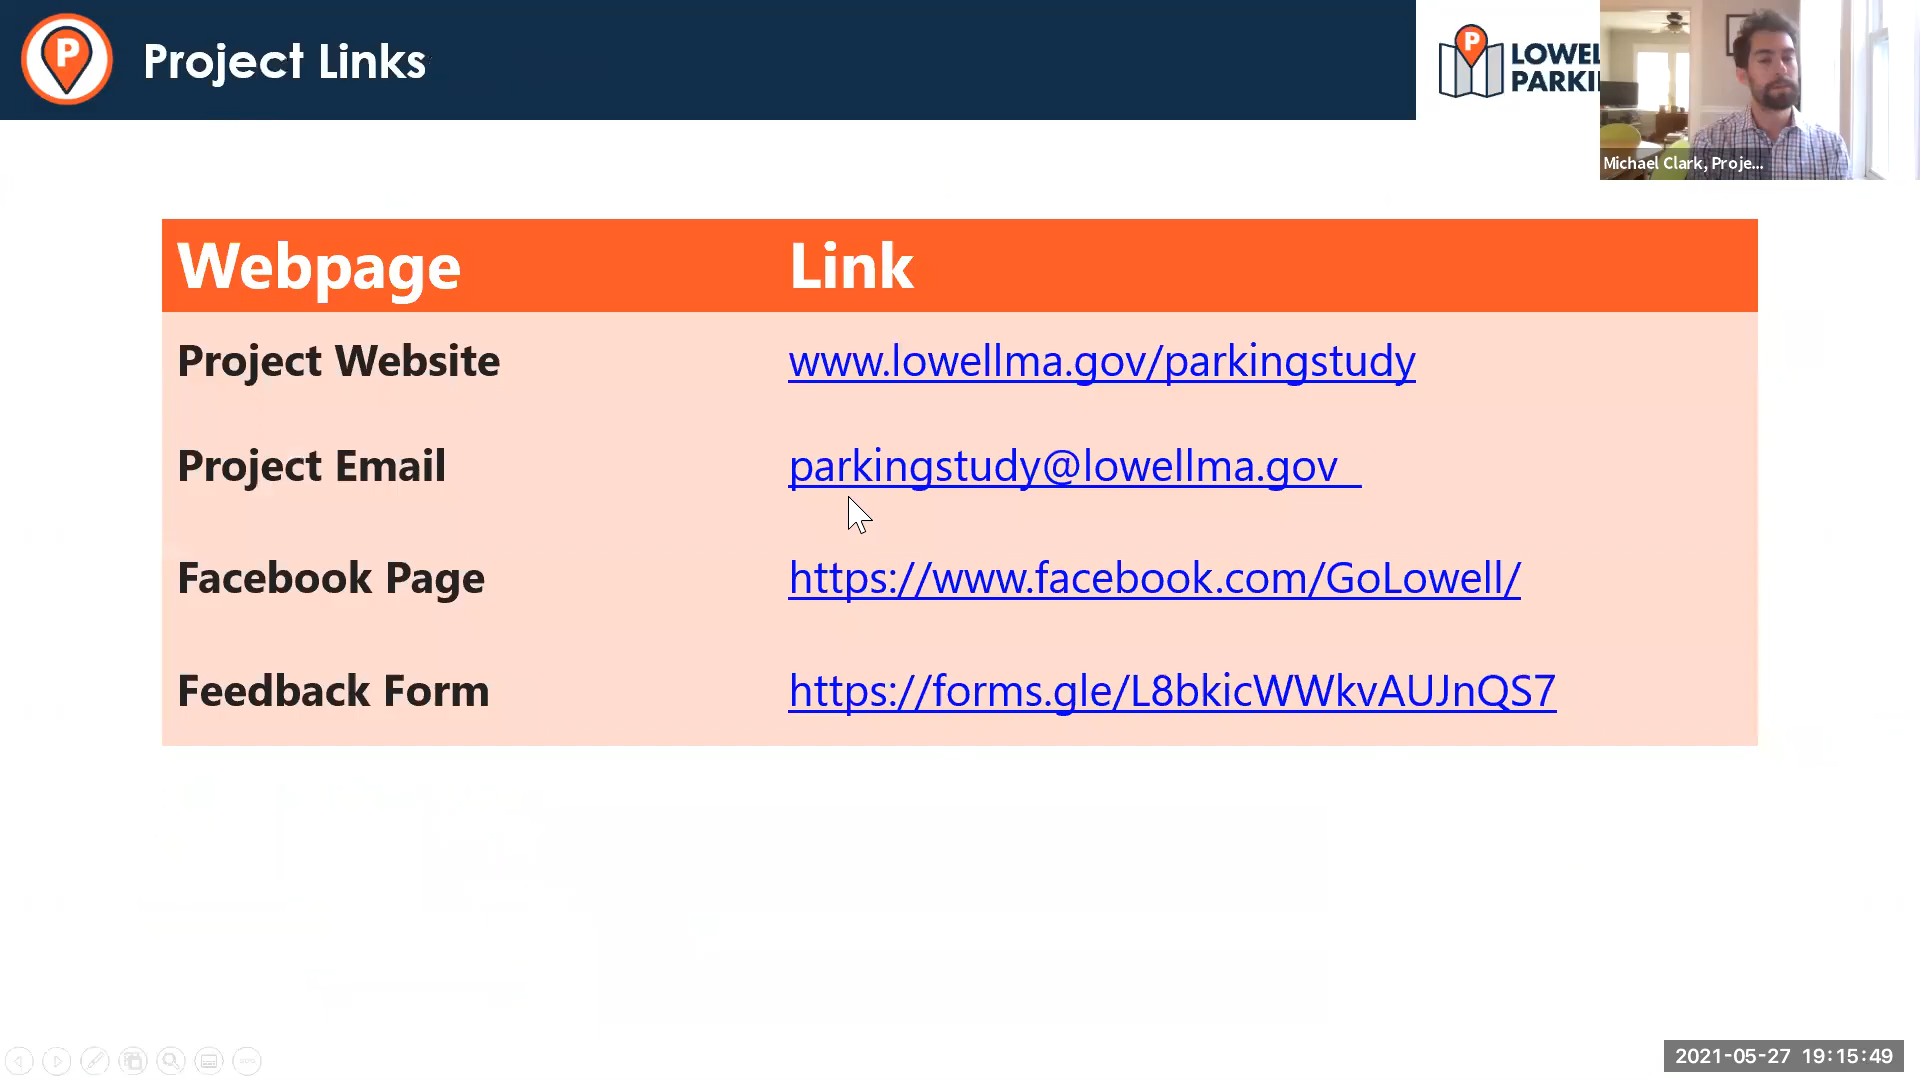 P
Project Links
P
LOWEL
PARKI
Michael Clark, Proje...
Webpage Link
Project Website www.lowellma.gov/parkingstudy
Project Email parkingstudy@lowellma.gov
Facebook Page https://www.facebook.com/GoLowell/
Feedback Form https://forms.gle/L8bkicWWkvAUJnQS7
2021-05-27 19:15:49